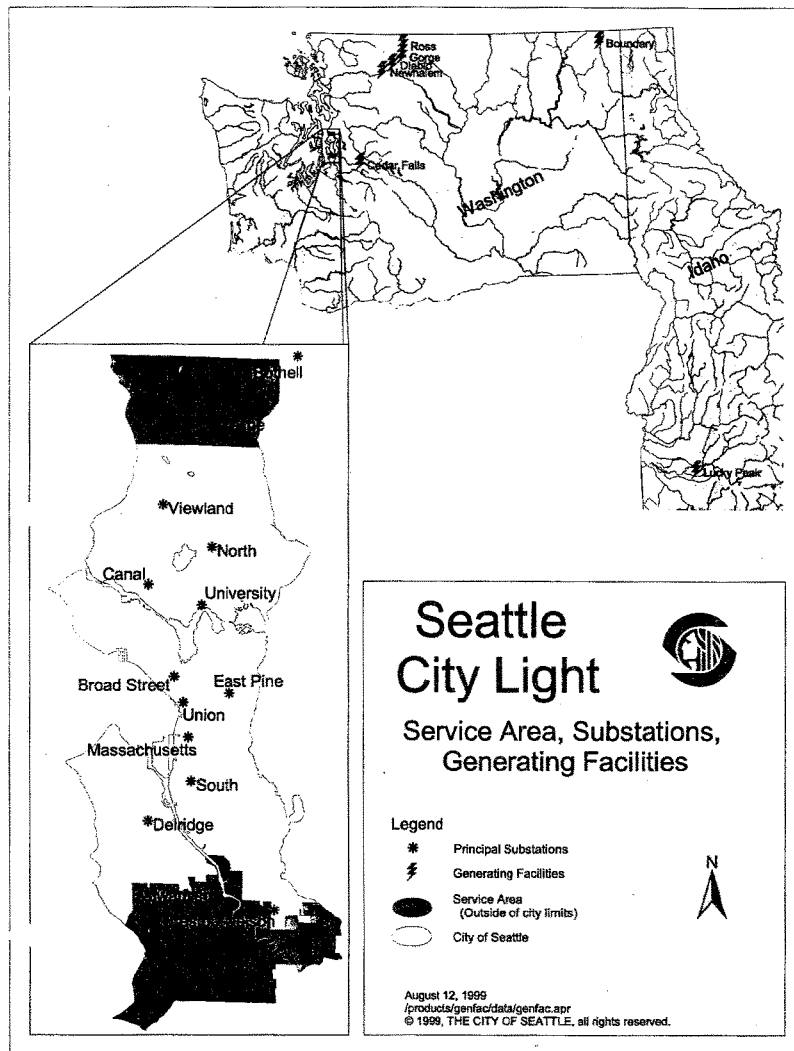 Ross
Gorge
Diablo
Newhalem
Boundary
Cedar Falls
Washington
Idaho
Lucky Peak
Viewland
North
Canal
University
Broad Street
East Pine
Union
Massachusetts
South
Delridge
Seattle
City Light
Service Area, Substations,
Generating Facilities
Legend
Principal Substations
Generating Facilities
Service Area
(Outside of city limits)
City of Seattle
N
August 12, 1999
/products/genfac/data/genfac.apr
© 1999, THE CITY OF SEATTLE, all rights reserved.